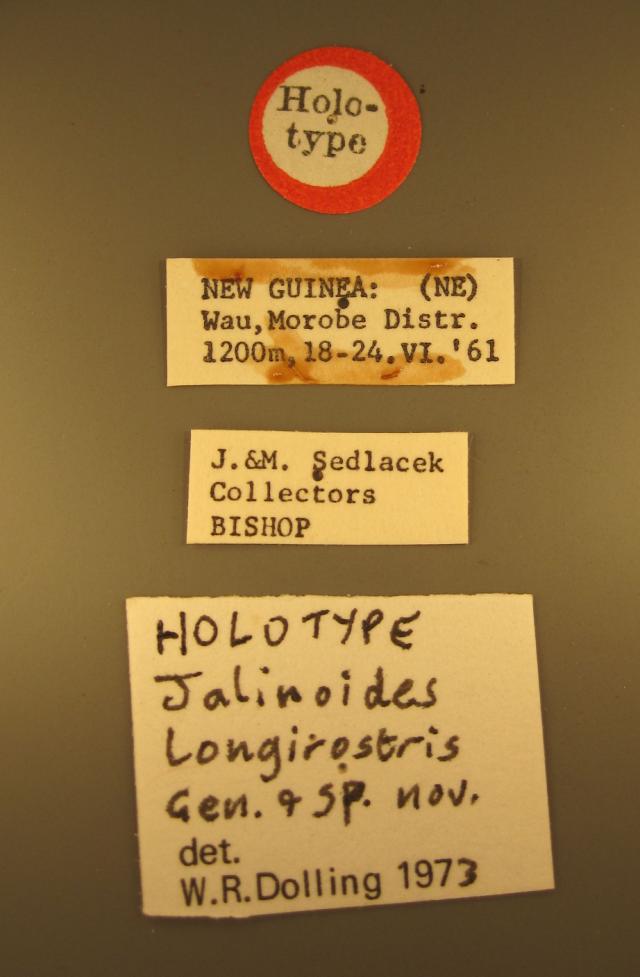 Holo-
type
NEW GUINEA: (NE)
Wau, Morobe Distr.
1200m, 18-24.VI.'61
J.&M. Sedlacek
Collectors
BISHOP
HOLOTYPE
Jalinoides
Longirostris
Gen. & SP. nov.
det.
W.R.Dolling 1973